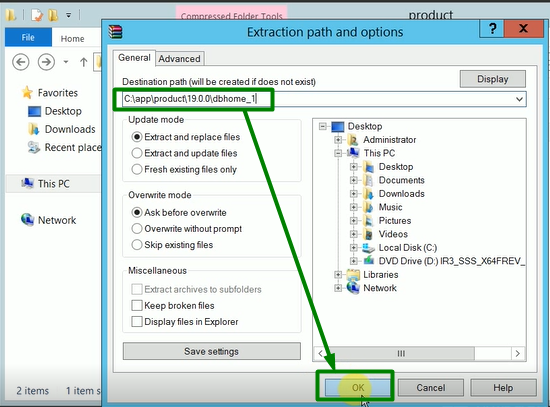 Compressed Folder Tools
product
File
Home
Favorites
Desktop
Downloads
Recent place
This PC
Network
2 items
1 item s
Extraction path and options
?
General
Advanced
Destination path (will be created if does not exist)
Display
C:\app\product\19.0.0\dbhome_1
Update mode
Extract and replace files
Extract and update files
Fresh existing files only
Overwrite mode
Ask before overwrite
Overwrite without prompt
Skip existing files
Miscellaneous
Extract archives to subfolders
Keep broken files
Display files in Explorer
Save settings
Desktop
Administrator
This PC
Desktop
Documents
Downloads
Music
Pictures
Videos
Local Disk (C:)
DVD Drive (D:) IR3_SSS_X64FREV_
Libraries
Network
OK
Cancel
Help